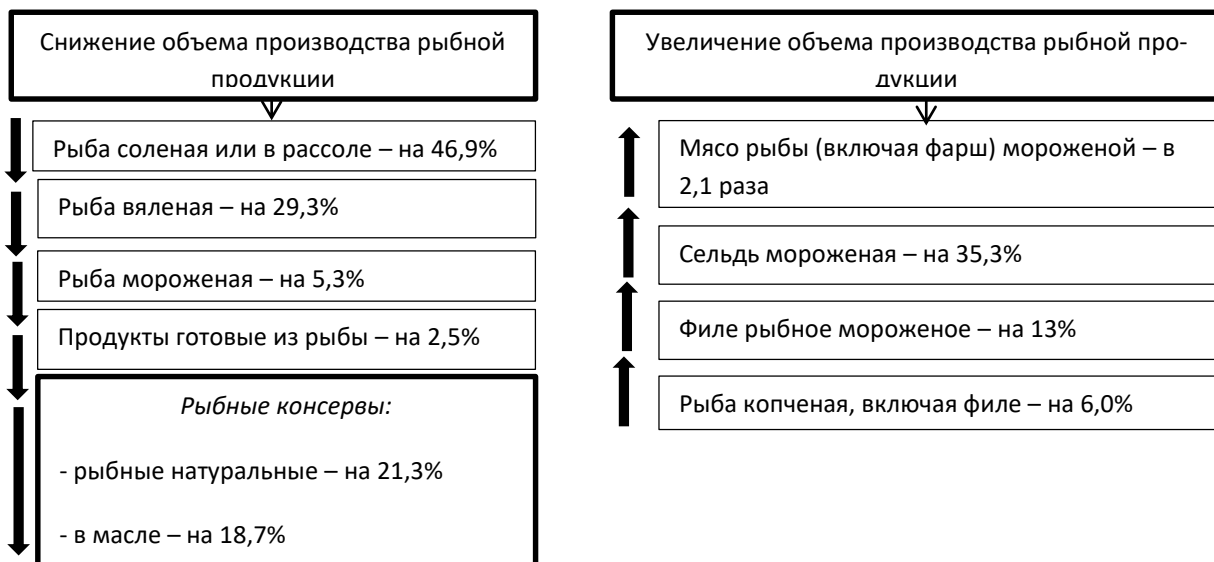 Снижение объема производства рыбной
продукции
Рыба соленая или в рассоле – на 46,9%
Рыба вяленая – на 29,3%
Рыба мороженая – на 5,3%
Продукты готовые из рыбы – на 2,5%
Рыбные консервы:
- рыбные натуральные – на 21,3%
- в масле – на 18,7%
Увеличение объема производства рыбной про-
дукции
Мясо рыбы (включая фарш) мороженой – в
2,1 раза
Сельдь мороженая – на 35,3%
Филе рыбное мороженое – на 13%
Рыба копченая, включая филе – на 6,0%